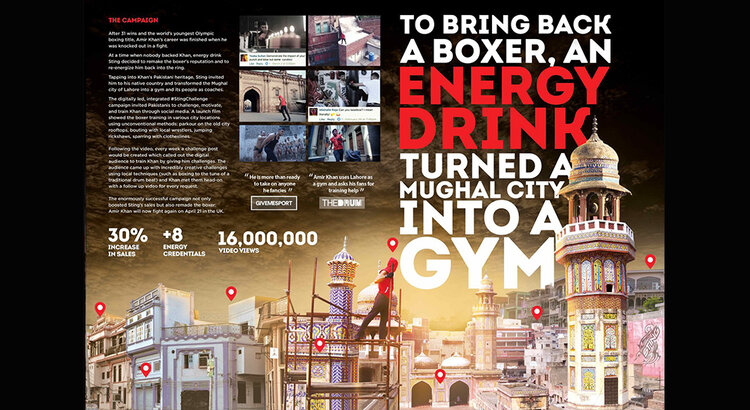 THE CAMPAIGN
After 31 wins and the world's youngest Olympic
boxing title, Amir Khan's career was finished when he
was knocked out in a fight.
At a time when nobody backed Khan, energy drink
Sting decided to remake the boxer's reputation and to
re-energize him back into the ring.
Tapping into Khan's Pakistani heritage, Sting invited
him to his native country and transformed the Mughal
city of Lahore into a gym and its people as coaches.
The digitally led, integrated #StingChallenge
campaign invited Pakistanis to challenge, motivate,
and train Khan through social media. A launch film
showed the boxer training in various city locations
using unconventional methods: parkour on the old city
rooftops, bouting with local wrestlers, jumping
rickshaws, sparring with clotheslines.
Following the video, every week a challenge post
would be created which called out the digital
audience to train Khan by giving him challenges. The
audience came up with incredibly creative challenges
using local techniques (such as boxing to the tune of a
traditional drum beat) and Khan met them head-on,
with a follow up video for every request.
The enormously successful campaign not only
boosted Sting's sales but also remade the boxer:
Amir Khan will now fight again on April 21 in the UK.
30%
INCREASE
IN SALES
+8
ENERGY
CREDENTIALS
16,000,000
VIDEO VIEWS
"He is more than ready
to take on anyone
he fancies"
GIVEMESPORT
"Amir Khan uses Lahore as
a gym and asks his fans for
training help"
THEDRUM
TO BRING BACK
A BOXER, AN
ENERGY
DRINK
TURNED A
MUGHAL CITY
INTO A
GYM